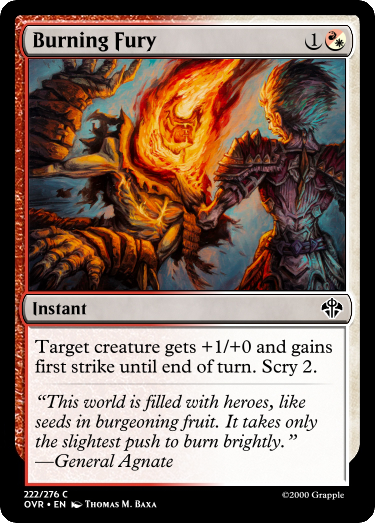 Burning Fury
1
Instant
Target creature gets +1/+0 and gains
first strike until end of turn. Scry 2.
“This world is filled with heroes, like
seeds in burgeoning fruit. It takes only
the slightest push to burn brightly.”
—General Agnate
222/276 C
OVR • EN Thomas M. Baxa
©2000 Grapple